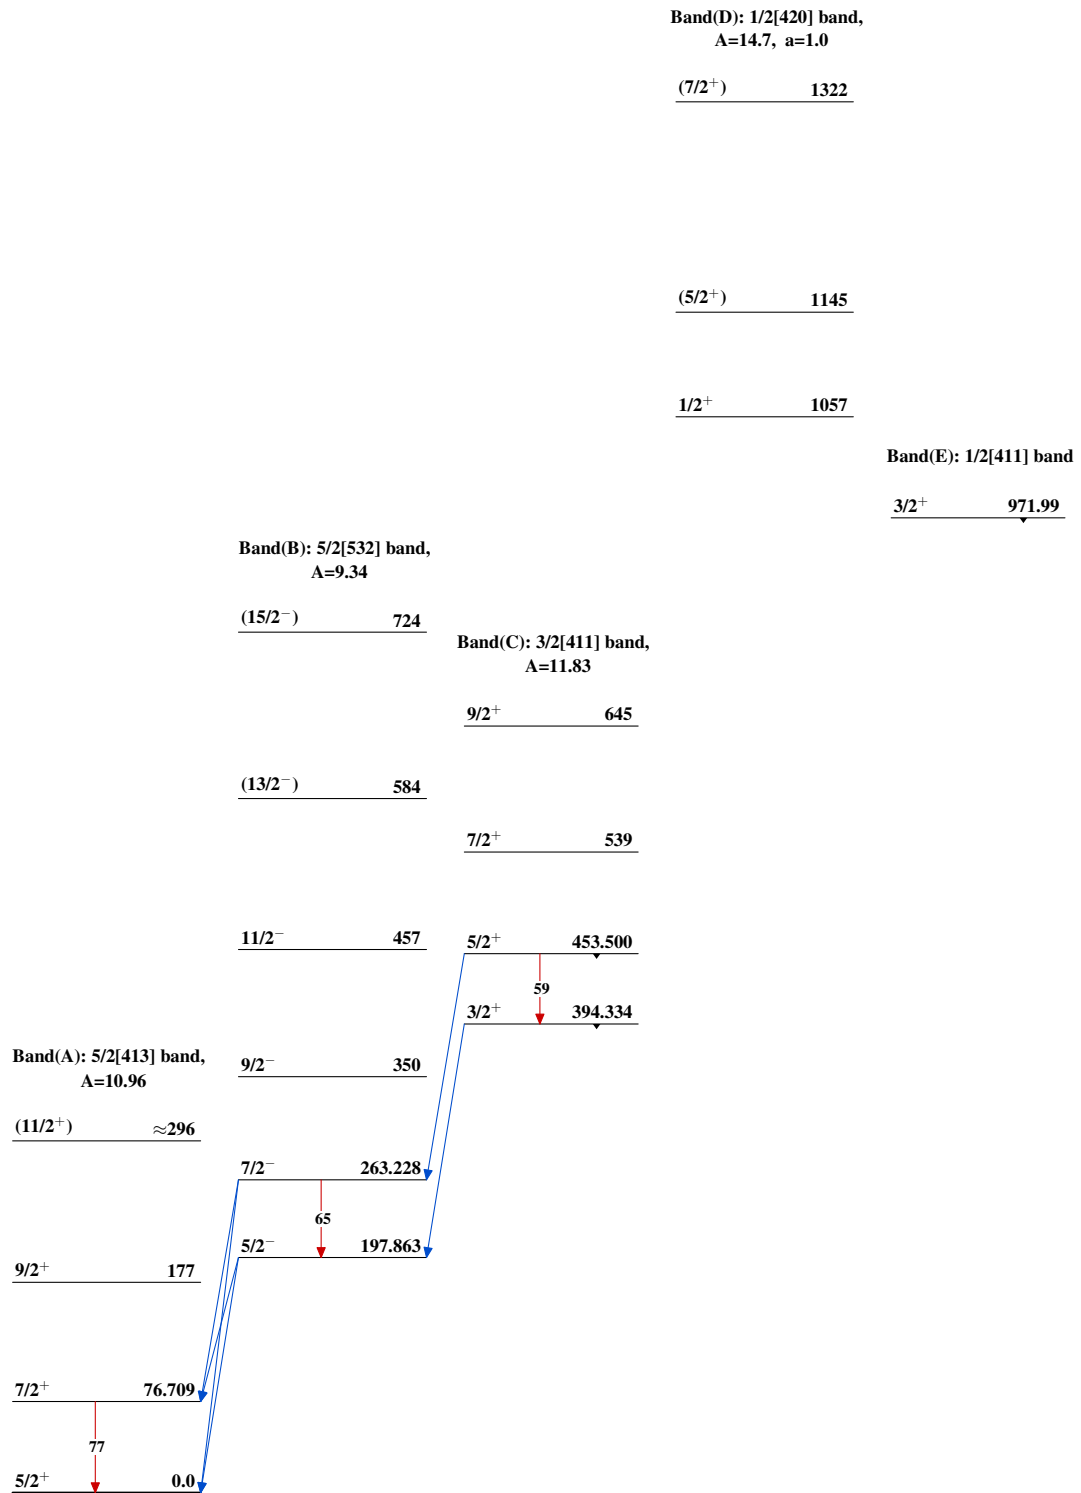 Band(D): 1/2[420] band,
A=14.7, a=1.0
(7/2⁺) 1322
(5/2⁺) 1145
1/2⁺ 1057
Band(E): 1/2[411] band
3/2⁺ 971.99
Band(B): 5/2[532] band,
A=9.34
(15/2⁻) 724
(13/2⁻) 584
11/2⁻ 457
9/2⁻ 350
7/2⁻ 263.228
65
5/2⁻ 197.863
Band(C): 3/2[411] band,
A=11.83
9/2⁺ 645
7/2⁺ 539
5/2⁺ 453.500
59
3/2⁺ 394.334
Band(A): 5/2[413] band,
A=10.96
(11/2⁺) ≈296
9/2⁺ 177
7/2⁺ 76.709
77
5/2⁺ 0.0